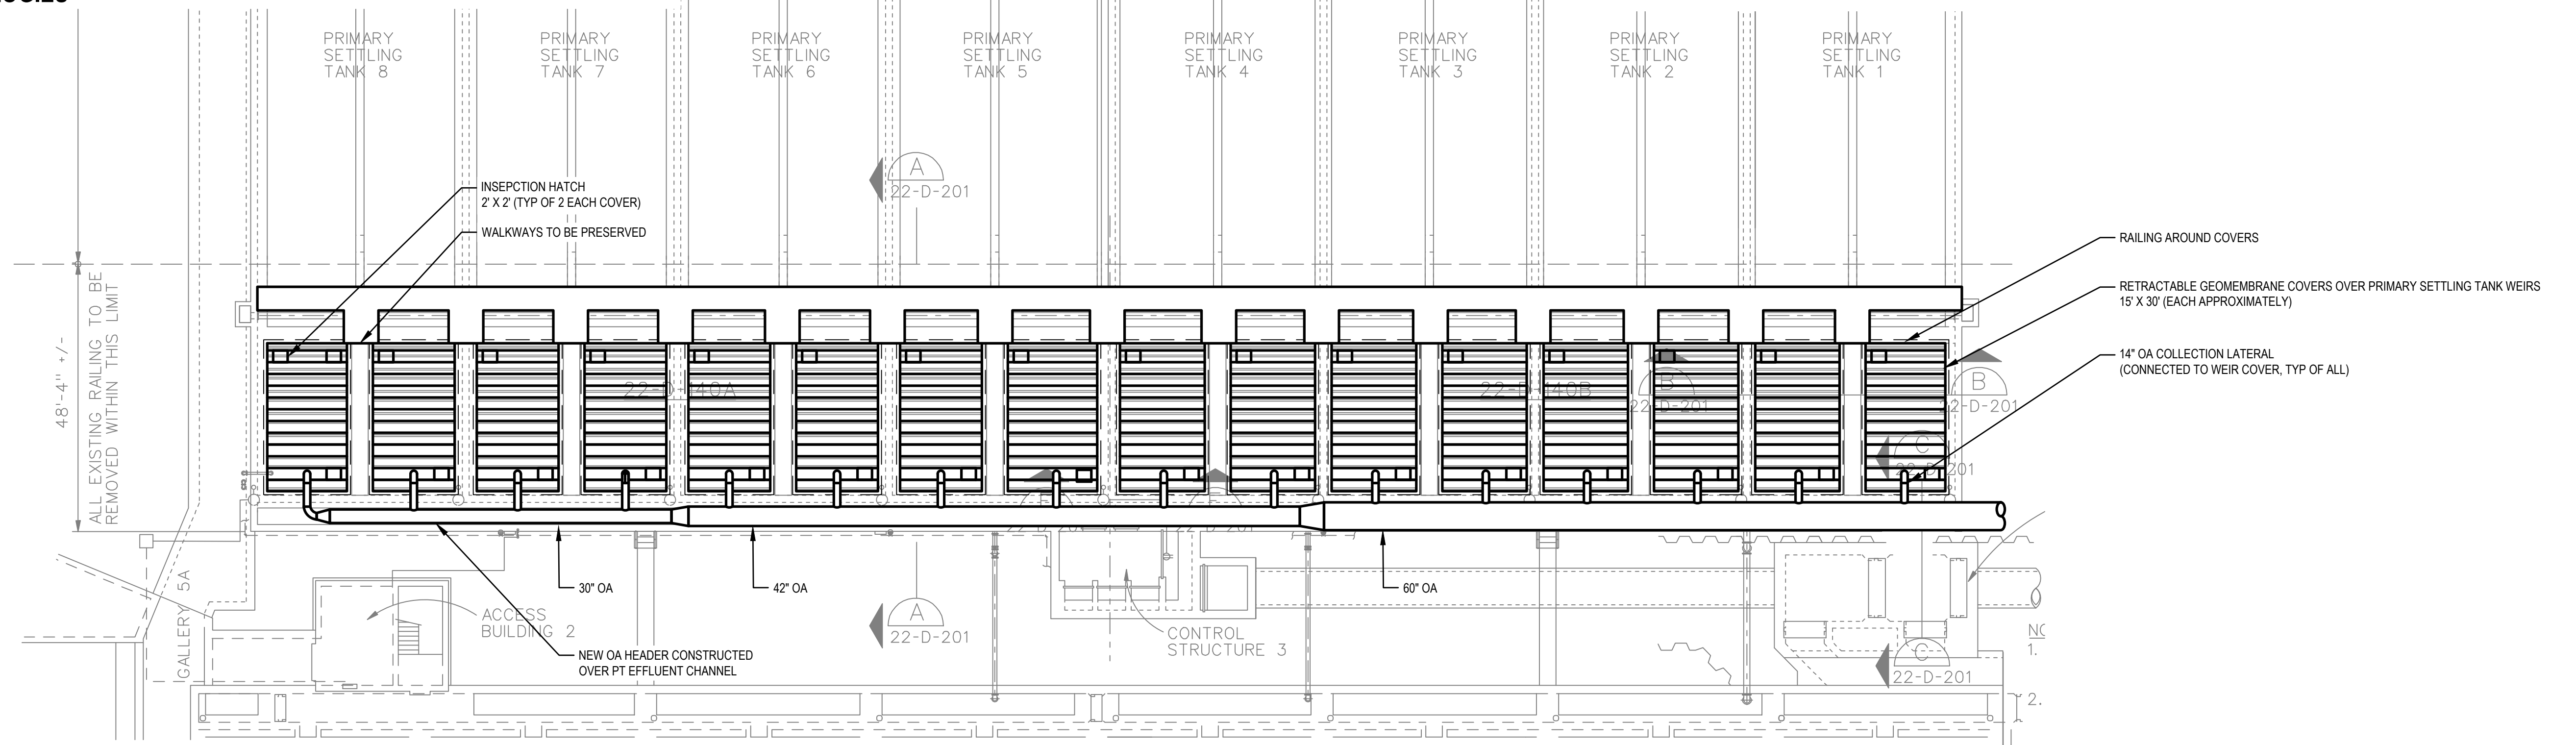 PRIMARY
SETTLING
TANK 8
PRIMARY
SETTLING
TANK 7
PRIMARY
SETTLING
TANK 6
PRIMARY
SETTLING
TANK 5
PRIMARY
SETTLING
TANK 4
PRIMARY
SETTLING
TANK 3
PRIMARY
SETTLING
TANK 2
PRIMARY
SETTLING
TANK 1
A
22-D-201
INSEPCTION HATCH
2' X 2' (TYP OF 2 EACH COVER)
WALKWAYS TO BE PRESERVED
RAILING AROUND COVERS
RETRACTABLE GEOMEMBRANE COVERS OVER PRIMARY SETTLING TANK WEIRS
15' X 30' (EACH APPROXIMATELY)
14" OA COLLECTION LATERAL
(CONNECTED TO WEIR COVER, TYP OF ALL)
48'-4" +/-
ALL EXISTING RAILING TO BE
REMOVED WITHIN THIS LIMIT
22-D-140A
22-D-140B
B
22-D-201
B
22-D-201
C
22-D-201
30" OA
42" OA
60" OA
GALLERY 5A
ACCESS
BUILDING 2
A
22-D-201
CONTROL
STRUCTURE 3
NEW OA HEADER CONSTRUCTED
OVER PT EFFLUENT CHANNEL
C
22-D-201
1.
2.